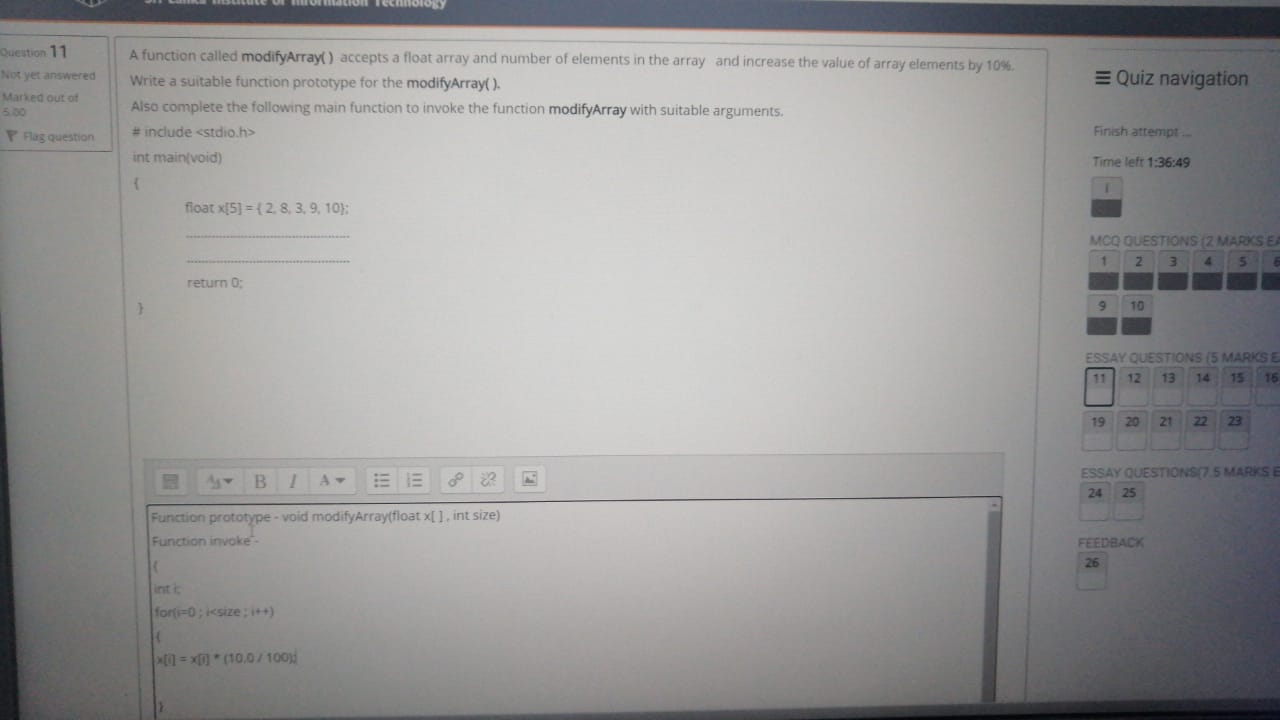 Sri Lanka Institute of Information Technology
Question 11
Not yet answered
Marked out of
5.00
Flag question
A function called modifyArray( ) accepts a float array and number of elements in the array and increase the value of array elements by 10%.
Write a suitable function prototype for the modifyArray( ).
Also complete the following main function to invoke the function modifyArray with suitable arguments.
# include <stdio.h>
int main(void)
{
float x[5] = { 2, 8, 3, 9, 10};
............................................
............................................
return 0;
}
Quiz navigation
Finish attempt ...
Time left 1:36:49
i
MCQ QUESTIONS (2 MARKS EA
1 2 3 4 5 6
9 10
ESSAY QUESTIONS (5 MARKS E
11 12 13 14 15 16
19 20 21 22 23
ESSAY QUESTIONS(7.5 MARKS E
24 25
FEEDBACK
26
B I A
Function prototype - void modifyArray(float x[ ] , int size)
Function invoke -
{
int i;
for(i=0 ; i<size ; i++)
{
x[i] = x[i] * (10.0 / 100);
}